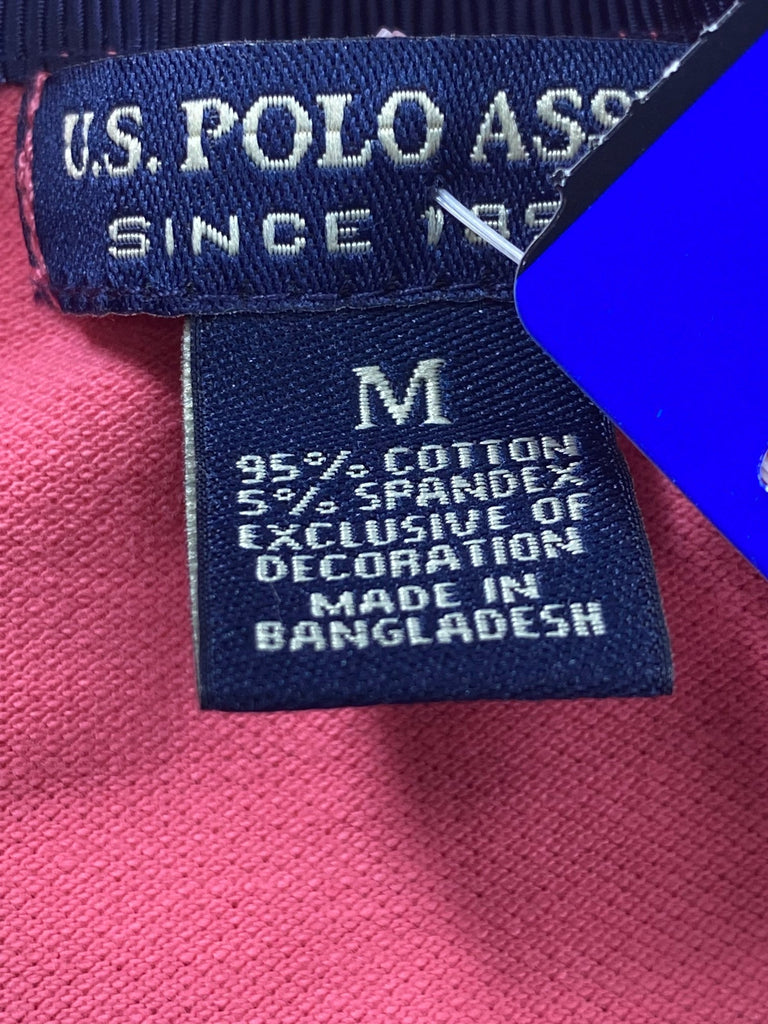 U.S. POLO ASS
SINCE 18
M
95% COTTON
5% SPANDEX
EXCLUSIVE OF
DECORATION
MADE IN
BANGLADESH